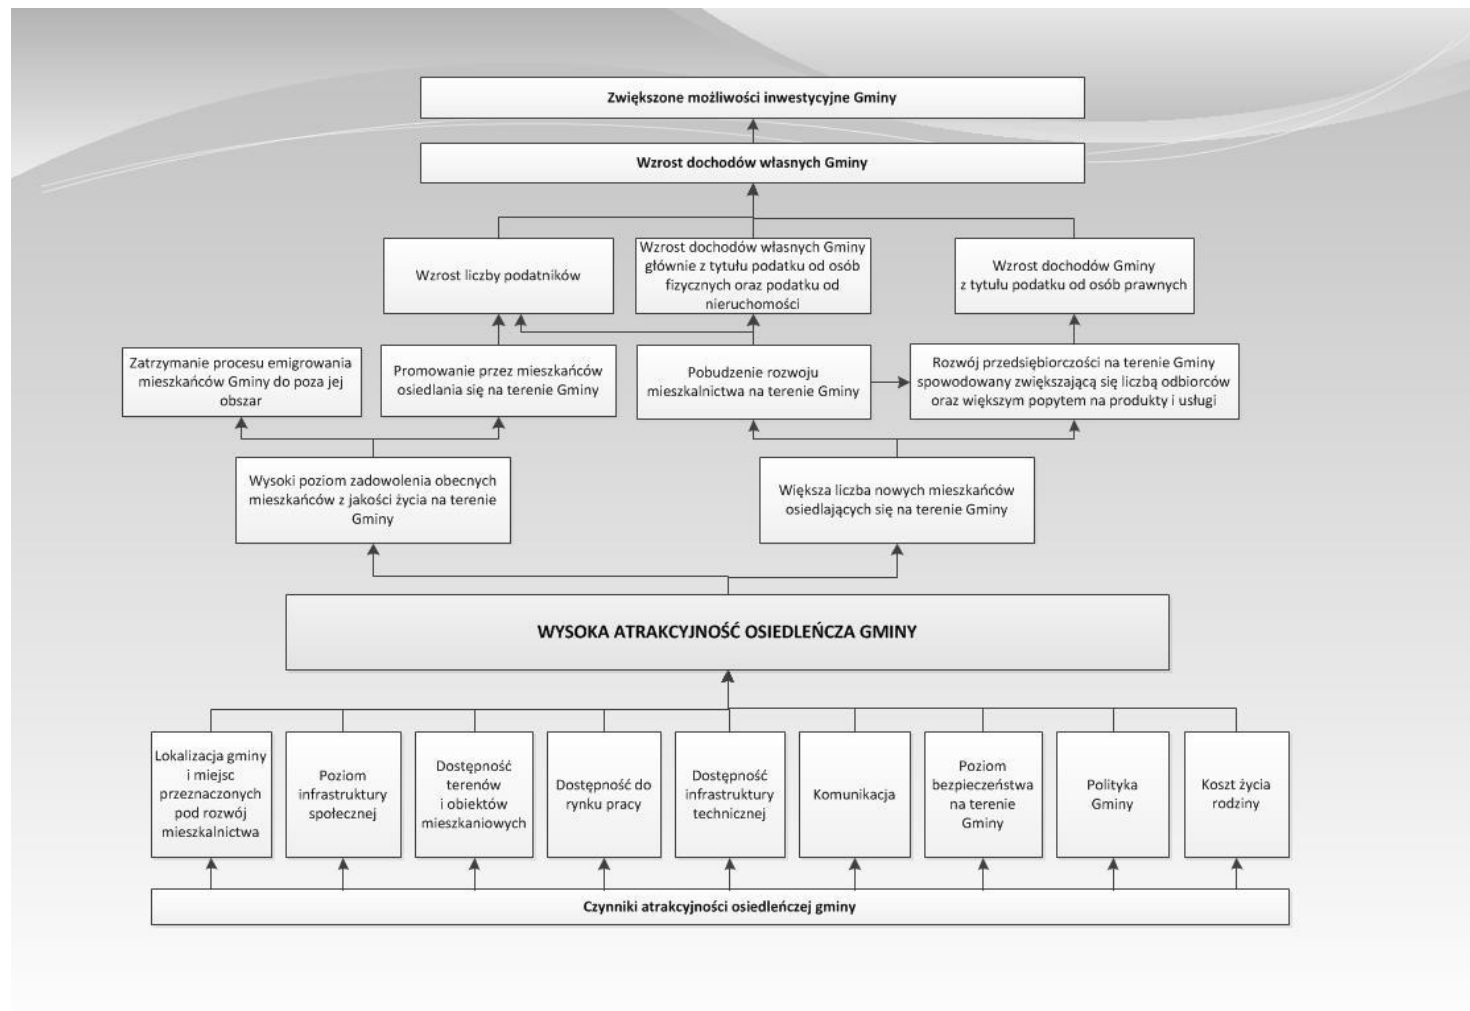 Zwiększone możliwości inwestycyjne Gminy
Wzrost dochodów własnych Gminy
Wzrost liczby podatników
Wzrost dochodów własnych Gminy
głównie z tytułu podatku od osób
fizycznych oraz podatku od
nieruchomości
Wzrost dochodów Gminy
z tytułu podatku od osób prawnych
Zatrzymanie procesu emigrowania
mieszkańców Gminy do poza jej
obszar
Promowanie przez mieszkańców
osiedlania się na terenie Gminy
Pobudzenie rozwoju
mieszkalnictwa na terenie Gminy
Rozwój przedsiębiorczości na terenie Gminy
spowodowany zwiększającą się liczbą odbiorców
oraz większym popytem na produkty i usługi
Wysoki poziom zadowolenia obecnych
mieszkańców z jakości życia na terenie
Gminy
Większa liczba nowych mieszkańców
osiedlających się na terenie Gminy
WYSOKA ATRAKCYJNOŚĆ OSIEDLEŃCZA GMINY
Lokalizacja gminy
i miejsc
przeznaczonych
pod rozwój
mieszkalnictwa
Poziom
infrastruktury
społecznej
Dostępność
terenów
i obiektów
mieszkaniowych
Dostępność do
rynku pracy
Dostępność
infrastruktury
technicznej
Komunikacja
Poziom
bezpieczeństwa
na terenie
Gminy
Polityka
Gminy
Koszt życia
rodziny
Czynniki atrakcyjności osiedleńczej gminy